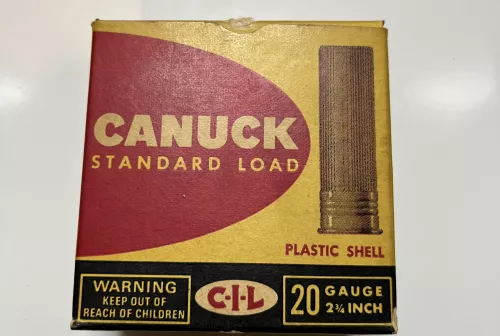 CANUCK
STANDARD LOAD
PLASTIC SHELL
WARNING
KEEP OUT OF
REACH OF CHILDREN
C-I-L
20 GAUGE
2¾ INCH